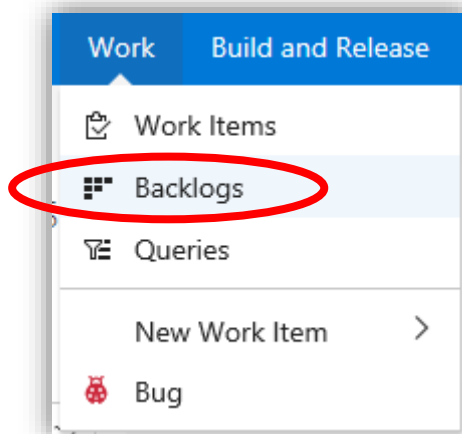 Work Build and Release
Work Items
Backlogs
Queries
New Work Item
Bug